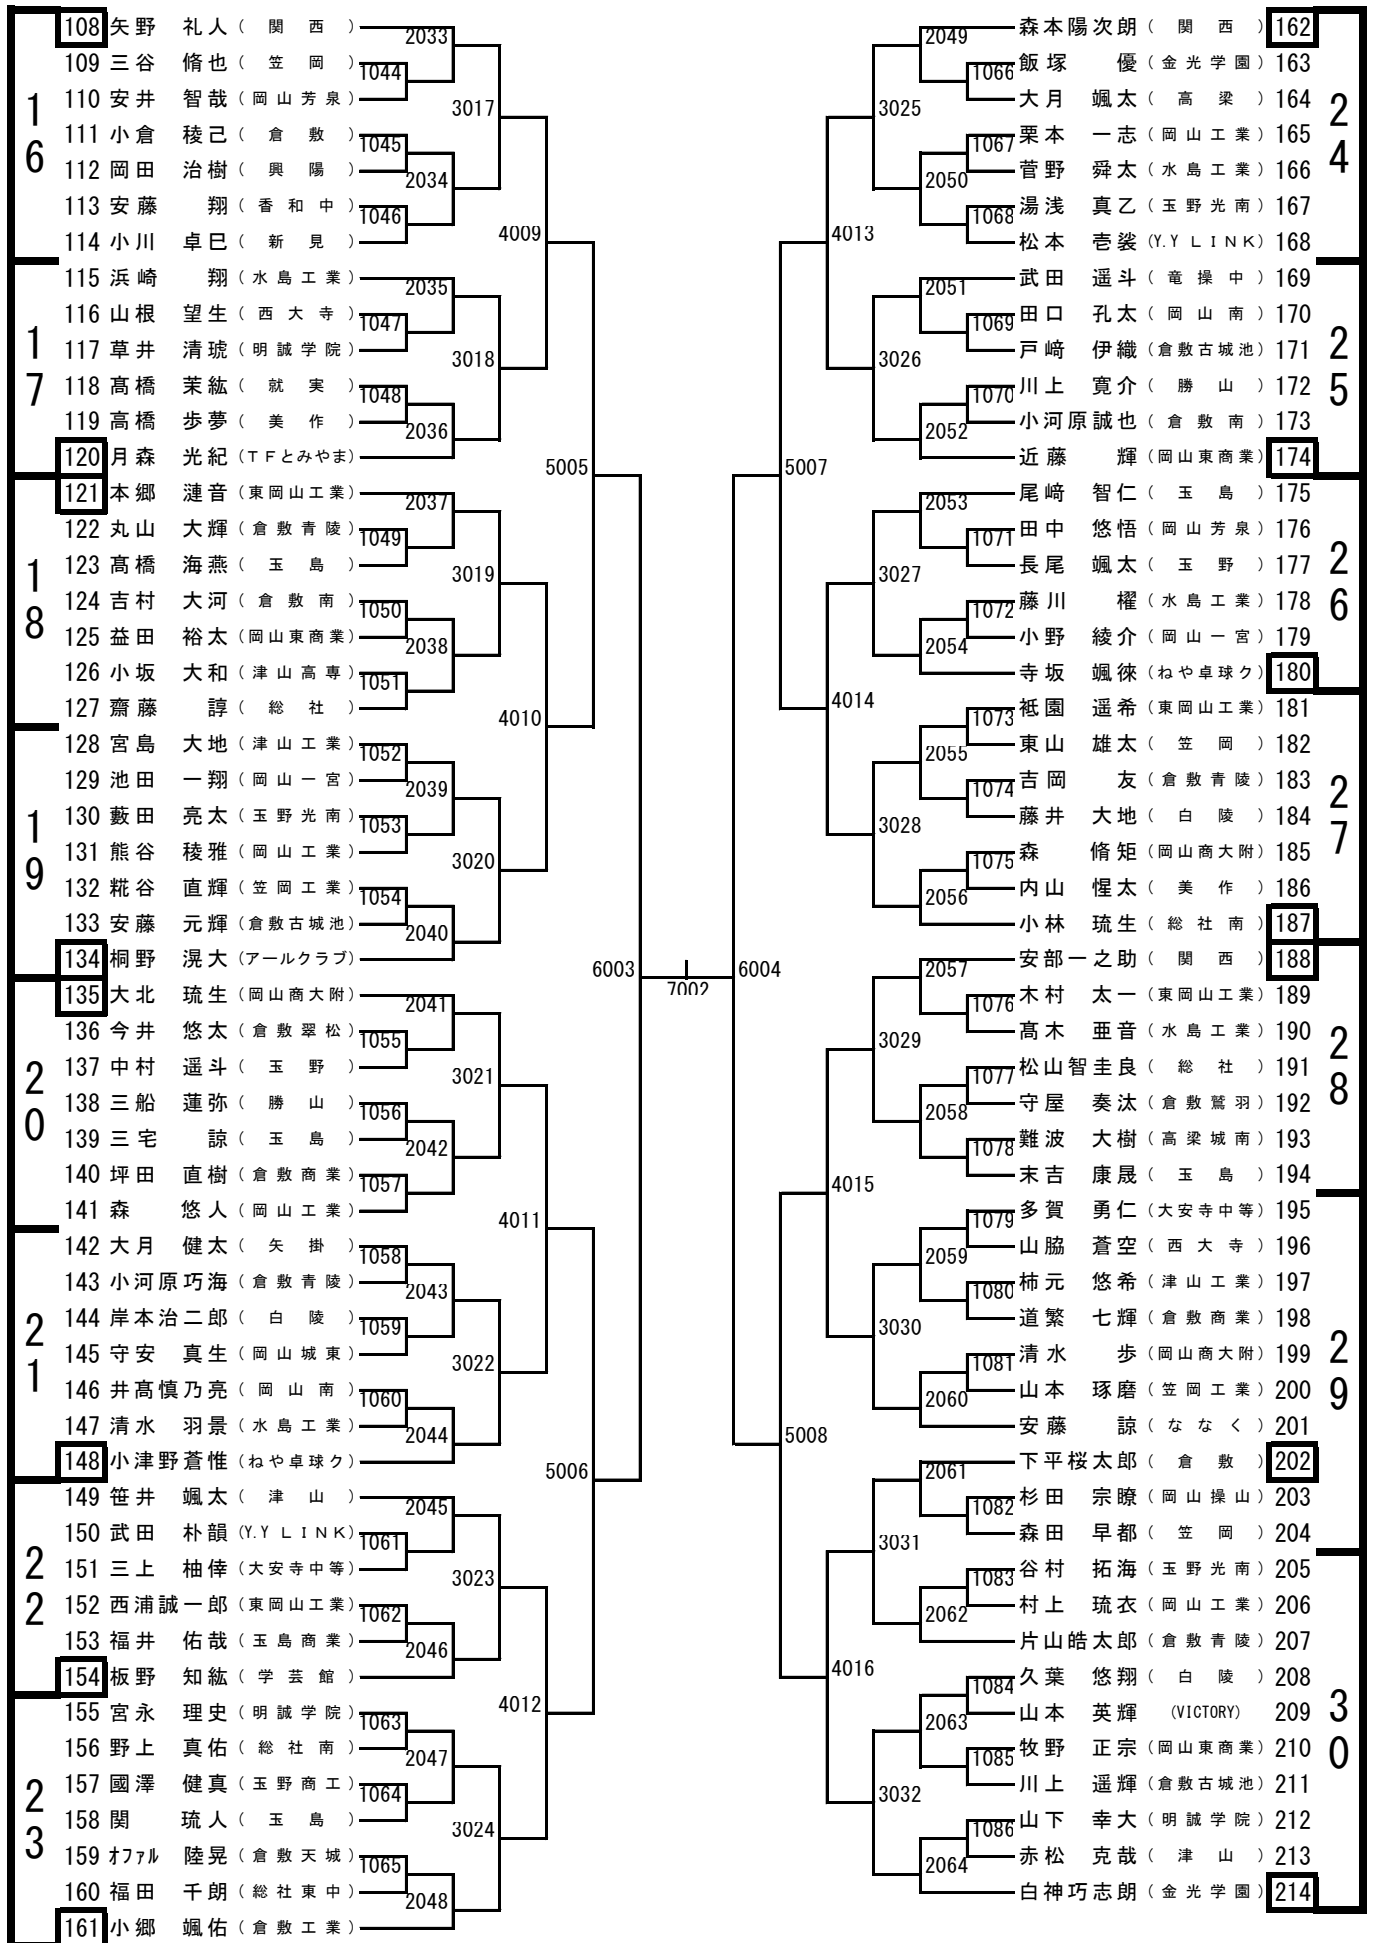 108 矢野 礼人 (関西)
109 三谷 脩也 (笠岡)
110 安井 智哉 (岡山芳泉)
111 小倉 稜己 (倉敷)
112 岡田 治樹 (興陽)
113 安藤 翔 (香和中)
114 小川 卓巳 (新見)
115 浜崎 翔 (水島工業)
116 山根 望生 (西大寺)
117 草井 清琥 (明誠学院)
118 髙橋 茉紘 (就実)
119 高橋 歩夢 (美作)
120 月森 光紀 (TFとみやま)
121 本郷 漣音 (東岡山工業)
122 丸山 大輝 (倉敷青陵)
123 髙橋 海燕 (玉島)
124 吉村 大河 (倉敷南)
125 益田 裕太 (岡山東商業)
126 小坂 大和 (津山高専)
127 齋藤 諄 (総社)
128 宮島 大地 (津山工業)
129 池田 一翔 (岡山一宮)
130 藪田 亮太 (玉野光南)
131 熊谷 稜雅 (岡山工業)
132 糀谷 直輝 (笠岡工業)
133 安藤 元輝 (倉敷古城池)
134 桐野 滉大 (アールクラブ)
135 大北 琉生 (岡山商大附)
136 今井 悠太 (倉敷翠松)
137 中村 遥斗 (玉野)
138 三船 蓮弥 (勝山)
139 三宅 諒 (玉島)
140 坪田 直樹 (倉敷商業)
141 森 悠人 (岡山工業)
142 大月 健太 (矢掛)
143 小河原巧海 (倉敷青陵)
144 岸本治二郎 (白陵)
145 守安 真生 (岡山城東)
146 井髙慎乃亮 (岡山南)
147 清水 羽景 (水島工業)
148 小津野蒼惟 (ねや卓球ク)
149 笹井 颯太 (津山)
150 武田 朴韻 (Y.Y LINK)
151 三上 柚倖 (大安寺中等)
152 西浦誠一郎 (東岡山工業)
153 福井 佑哉 (玉島商業)
154 板野 知紘 (学芸館)
155 宮永 理史 (明誠学院)
156 野上 真佑 (総社南)
157 國澤 健真 (玉野商工)
158 関 琉人 (玉島)
159 ｵﾌｧﾙ 陸晃 (倉敷天城)
160 福田 千朗 (総社東中)
161 小郷 颯佑 (倉敷工業)
16
17
18
19
20
21
22
23
1044
1045
1046
1047
1048
1049
1050
1051
1052
1053
1054
1055
1056
1057
1058
1059
1060
1061
1062
1063
1064
1065
2033
2034
2035
2036
2037
2038
2039
2040
2041
2042
2043
2044
2045
2046
2047
2048
3017
3018
3019
3020
3021
3022
3023
3024
4009
4010
4011
4012
5005
5006
6003
7002
6004
5007
5008
4013
4014
4015
4016
3025
3026
3027
3028
3029
3030
3031
3032
2049
2050
2051
2052
2053
2054
2055
2056
2057
2058
2059
2060
2061
2062
2063
2064
1066
1067
1068
1069
1070
1071
1072
1073
1074
1075
1076
1077
1078
1079
1080
1081
1082
1083
1084
1085
1086
森本陽次朗 (関西) 162
飯塚 優 (金光学園) 163
大月 颯太 (高梁) 164
栗本 一志 (岡山工業) 165
菅野 舜太 (水島工業) 166
湯浅 真乙 (玉野光南) 167
松本 壱裟 (Y.Y LINK) 168
武田 遥斗 (竜操中) 169
田口 孔太 (岡山南) 170
戸﨑 伊織 (倉敷古城池) 171
川上 寛介 (勝山) 172
小河原誠也 (倉敷南) 173
近藤 輝 (岡山東商業) 174
尾﨑 智仁 (玉島) 175
田中 悠悟 (岡山芳泉) 176
長尾 颯太 (玉野) 177
藤川 櫂 (水島工業) 178
小野 綾介 (岡山一宮) 179
寺坂 颯徠 (ねや卓球ク) 180
祗園 遥希 (東岡山工業) 181
東山 雄太 (笠岡) 182
吉岡 友 (倉敷青陵) 183
藤井 大地 (白陵) 184
森 脩矩 (岡山商大附) 185
内山 惺太 (美作) 186
小林 琉生 (総社南) 187
安部一之助 (関西) 188
木村 太一 (東岡山工業) 189
髙木 亜音 (水島工業) 190
松山智圭良 (総社) 191
守屋 奏汰 (倉敷鷲羽) 192
難波 大樹 (高梁城南) 193
末吉 康晟 (玉島) 194
多賀 勇仁 (大安寺中等) 195
山脇 蒼空 (西大寺) 196
柿元 悠希 (津山工業) 197
道繁 七輝 (倉敷商業) 198
清水 歩 (岡山商大附) 199
山本 琢磨 (笠岡工業) 200
安藤 諒 (ななく) 201
下平桜太郎 (倉敷) 202
杉田 宗瞭 (岡山操山) 203
森田 早都 (笠岡) 204
谷村 拓海 (玉野光南) 205
村上 琉衣 (岡山工業) 206
片山皓太郎 (倉敷青陵) 207
久葉 悠翔 (白陵) 208
山本 英輝 (VICTORY) 209
牧野 正宗 (岡山東商業) 210
川上 遥輝 (倉敷古城池) 211
山下 幸大 (明誠学院) 212
赤松 克哉 (津山) 213
白神巧志朗 (金光学園) 214
24
25
26
27
28
29
30